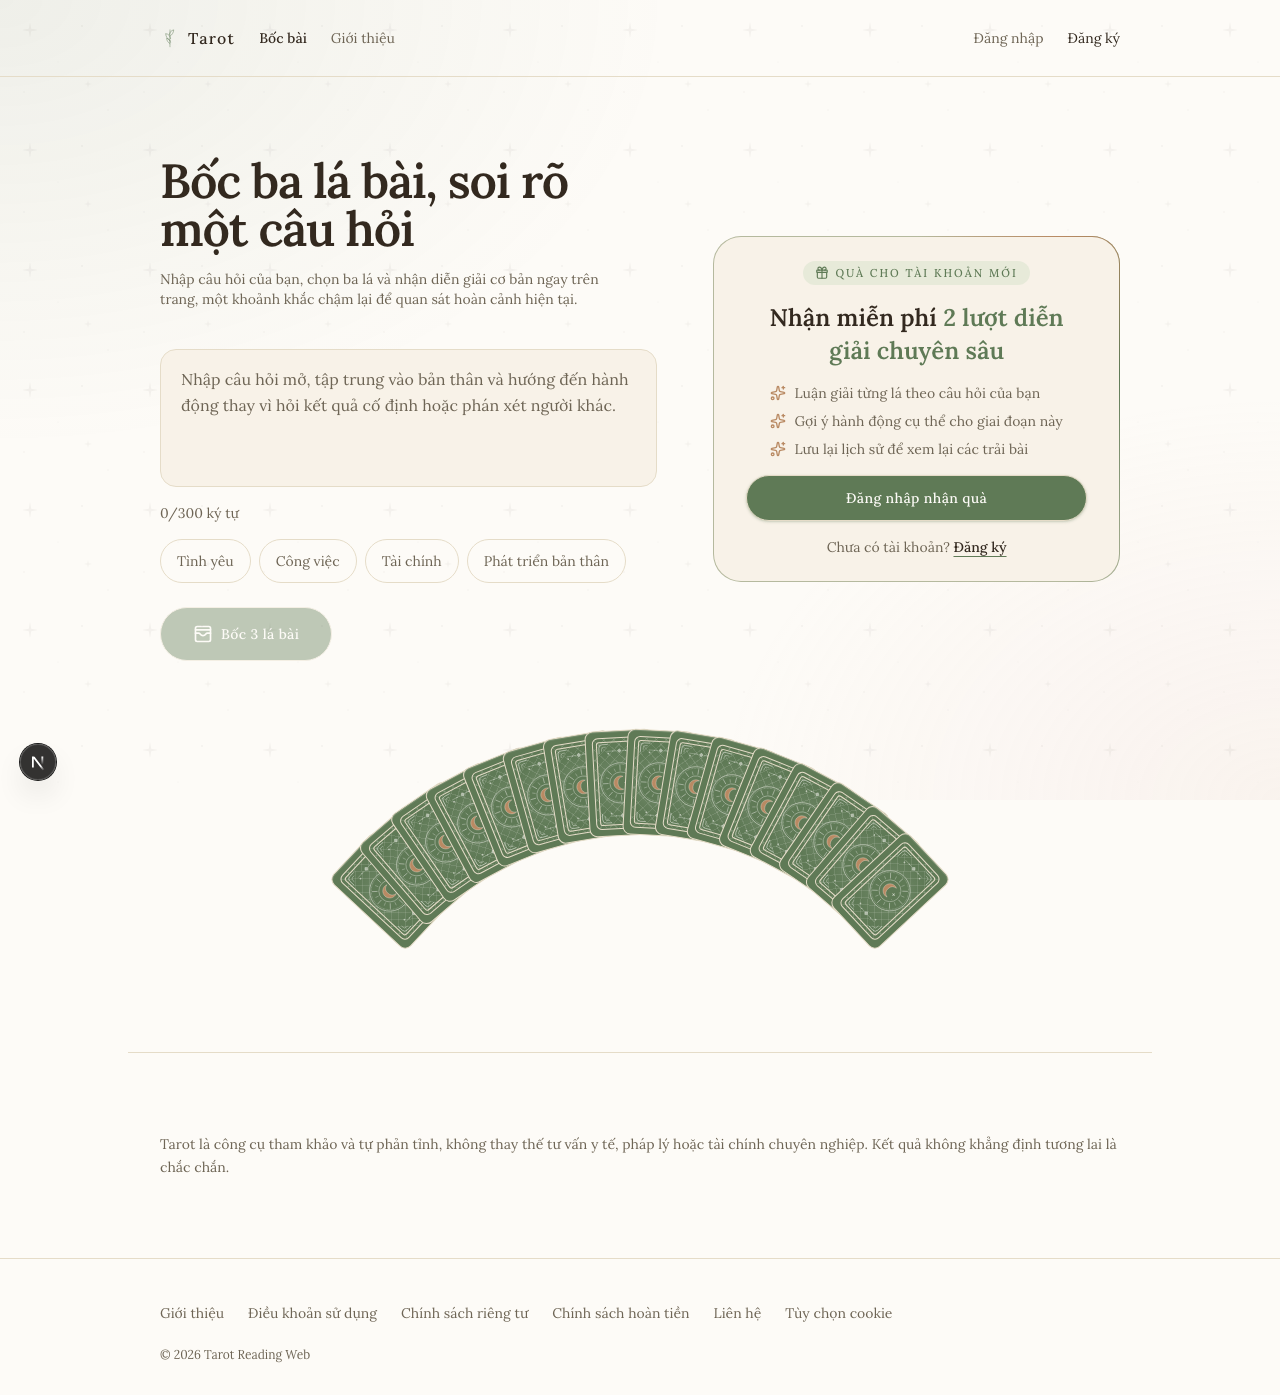 Tarot
Bốc bài
Giới thiệu
Đăng nhập
Đăng ký
Bốc ba lá bài, soi rõ
một câu hỏi
Nhập câu hỏi của bạn, chọn ba lá và nhận diễn giải cơ bản ngay trên
trang, một khoảnh khắc chậm lại để quan sát hoàn cảnh hiện tại.
Nhập câu hỏi mở, tập trung vào bản thân và hướng đến hành
động thay vì hỏi kết quả cố định hoặc phán xét người khác.
0/300 ký tự
Tình yêu
Công việc
Tài chính
Phát triển bản thân
Bốc 3 lá bài
QUÀ CHO TÀI KHOẢN MỚI
Nhận miễn phí 2 lượt diễn
giải chuyên sâu
Luận giải từng lá theo câu hỏi của bạn
Gợi ý hành động cụ thể cho giai đoạn này
Lưu lại lịch sử để xem lại các trải bài
Đăng nhập nhận quà
Chưa có tài khoản? Đăng ký
N
Tarot là công cụ tham khảo và tự phản tỉnh, không thay thế tư vấn y tế, pháp lý hoặc tài chính chuyên nghiệp. Kết quả không khẳng định tương lai là
chắc chắn.
Giới thiệu
Điều khoản sử dụng
Chính sách riêng tư
Chính sách hoàn tiền
Liên hệ
Tùy chọn cookie
© 2026 Tarot Reading Web